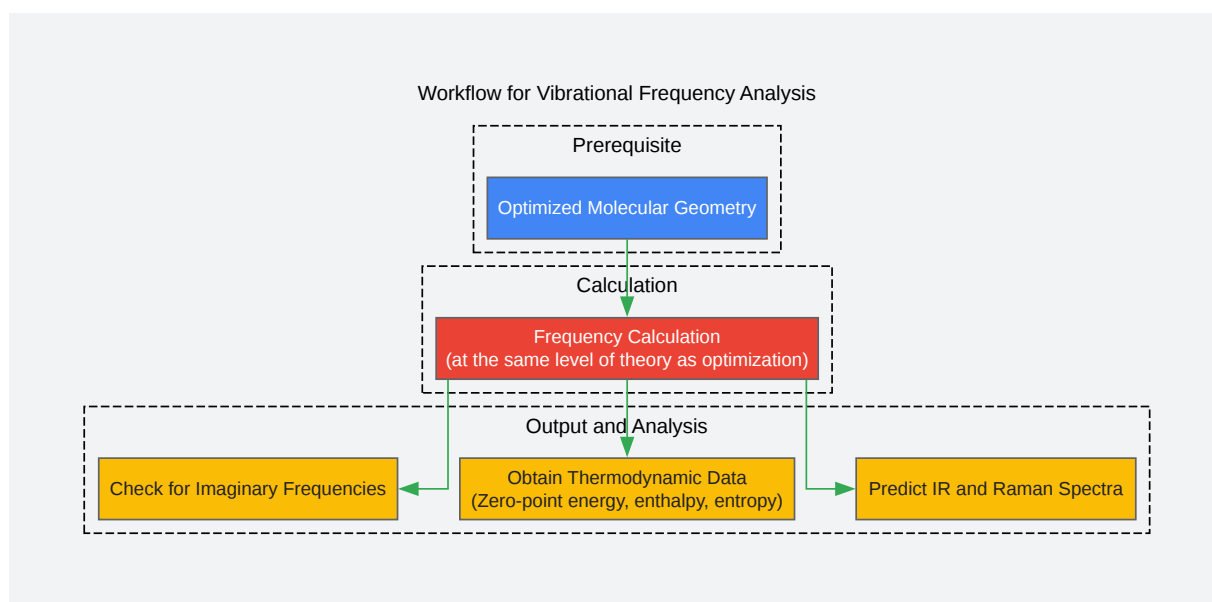 Workflow for Vibrational Frequency Analysis
Prerequisite
Optimized Molecular Geometry
Calculation
Frequency Calculation
(at the same level of theory as optimization)
Output and Analysis
Check for Imaginary Frequencies
Obtain Thermodynamic Data
(Zero-point energy, enthalpy, entropy)
Predict IR and Raman Spectra